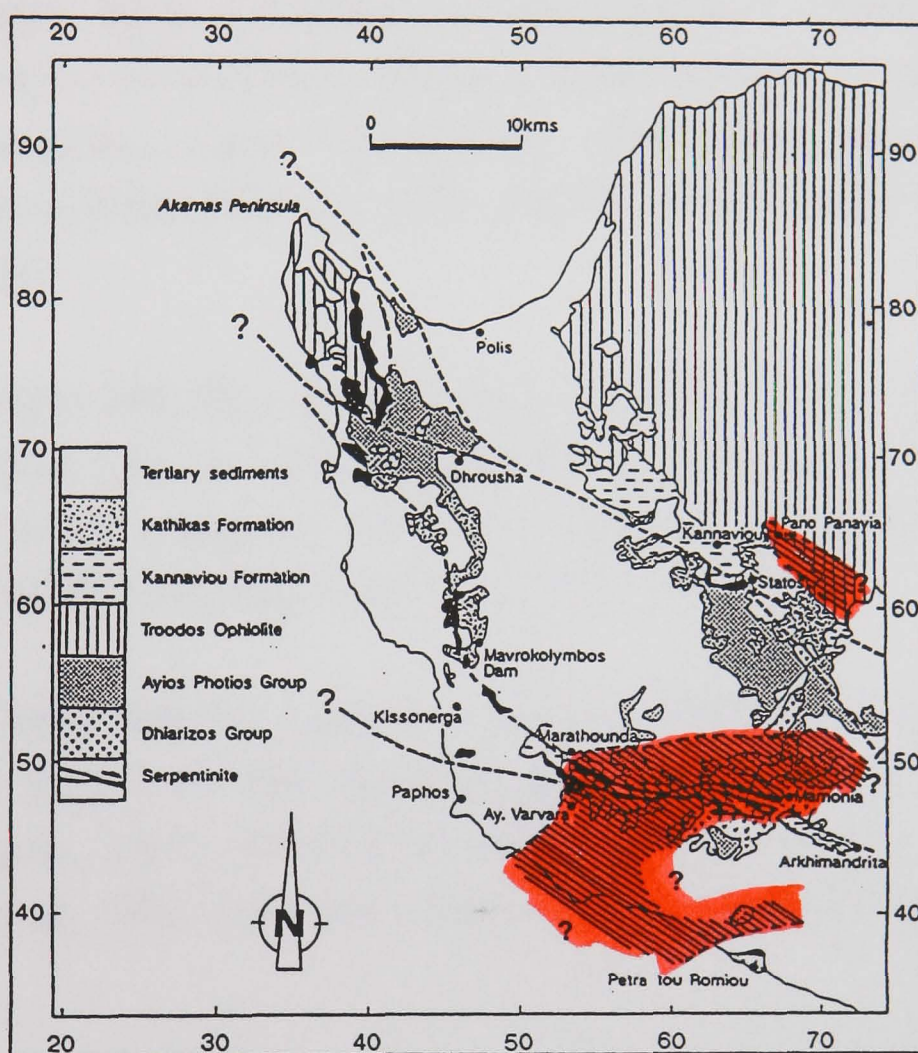 20 30 40 50 60 70
0 10kms
90 90
?
Akamas Peninsula
80 80
?
Polis
70 70
Tertiary sediments
Dhrousha
Kathikas Formation
Pano Panayia
Kannaviou
Kannaviou Formation
Statos
?
60 60
Troodos Ophiolite
Ayios Photios Group
Mavrokolymbos
Dam
?
Kissonerga
Dhiarizos Group
Marathounda
50 50
?
Serpentinite
Paphos
Mamonia
Ay. Varvara
Arkhimandrita
?
40 40
N
?
Petra tou Romiou
20 30 40 50 60 70